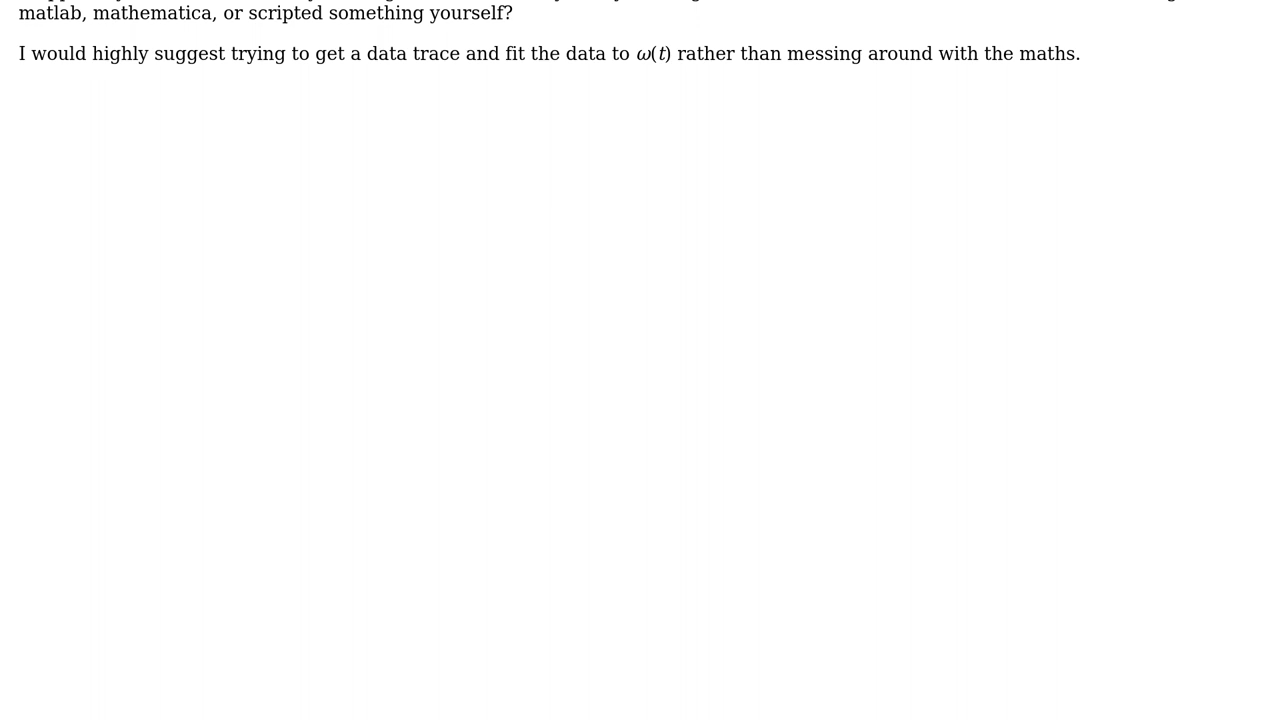 matlab, mathematica, or scripted something yourself?
I would highly suggest trying to get a data trace and fit the data to ω(t) rather than messing around with the maths.